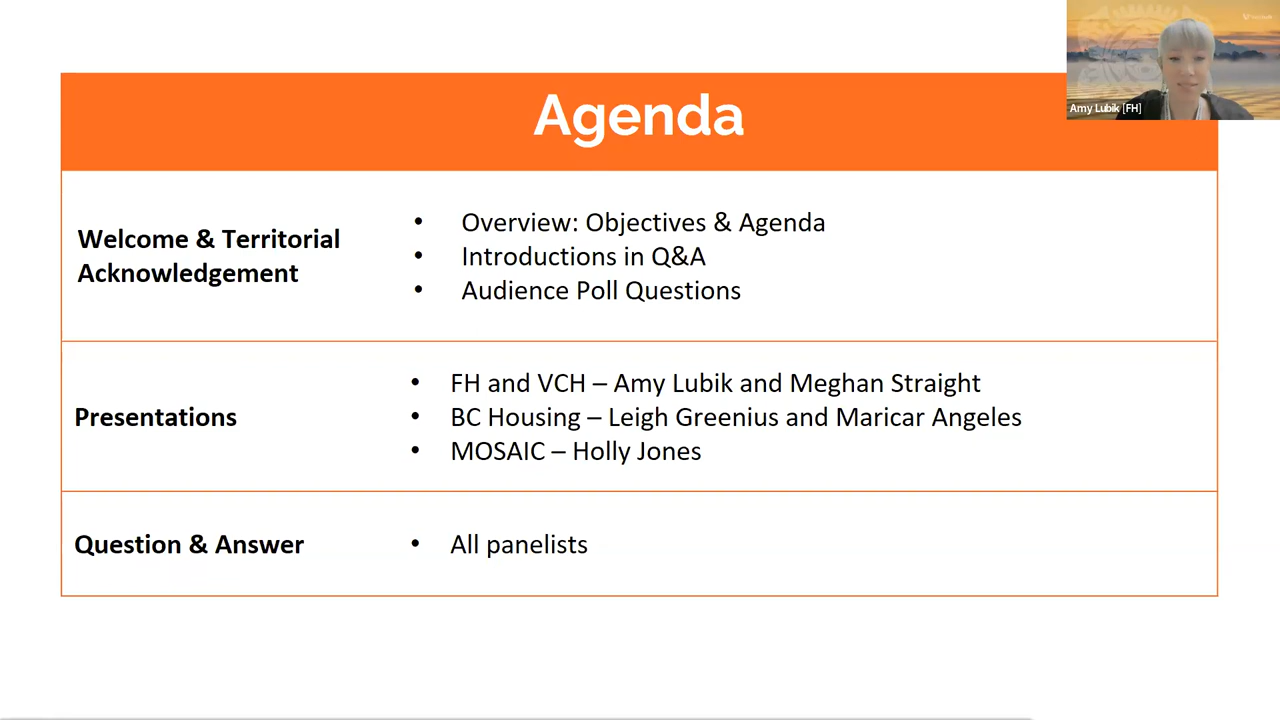 Agenda
Amy Lubik [FH]
Welcome & Territorial
Acknowledgement
• Overview: Objectives & Agenda
• Introductions in Q&A
• Audience Poll Questions
Presentations
• FH and VCH – Amy Lubik and Meghan Straight
• BC Housing – Leigh Greenius and Maricar Angeles
• MOSAIC – Holly Jones
Question & Answer
• All panelists